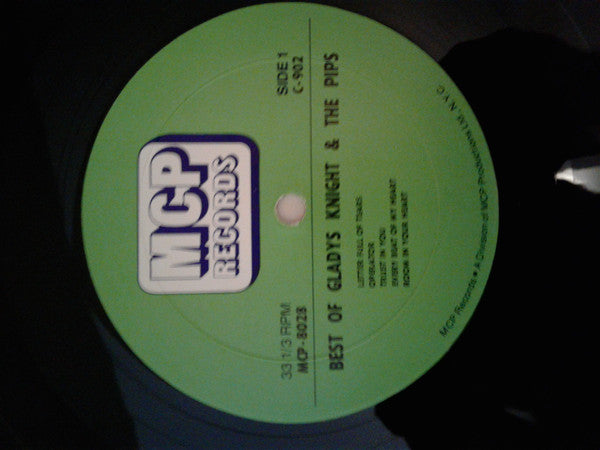 MCP
RECORDS
33 1/3 RPM
MCP-8028
SIDE 1
C-902
BEST OF GLADYS KNIGHT & THE PIPS
LETTER FULL OF TEARS
OPERATOR
TRUST IN YOU
EVERY BEAT OF MY HEART
ROOM IN YOUR HEART
MCP Records • A Division of MCP Productions Ltd., N.Y.C.